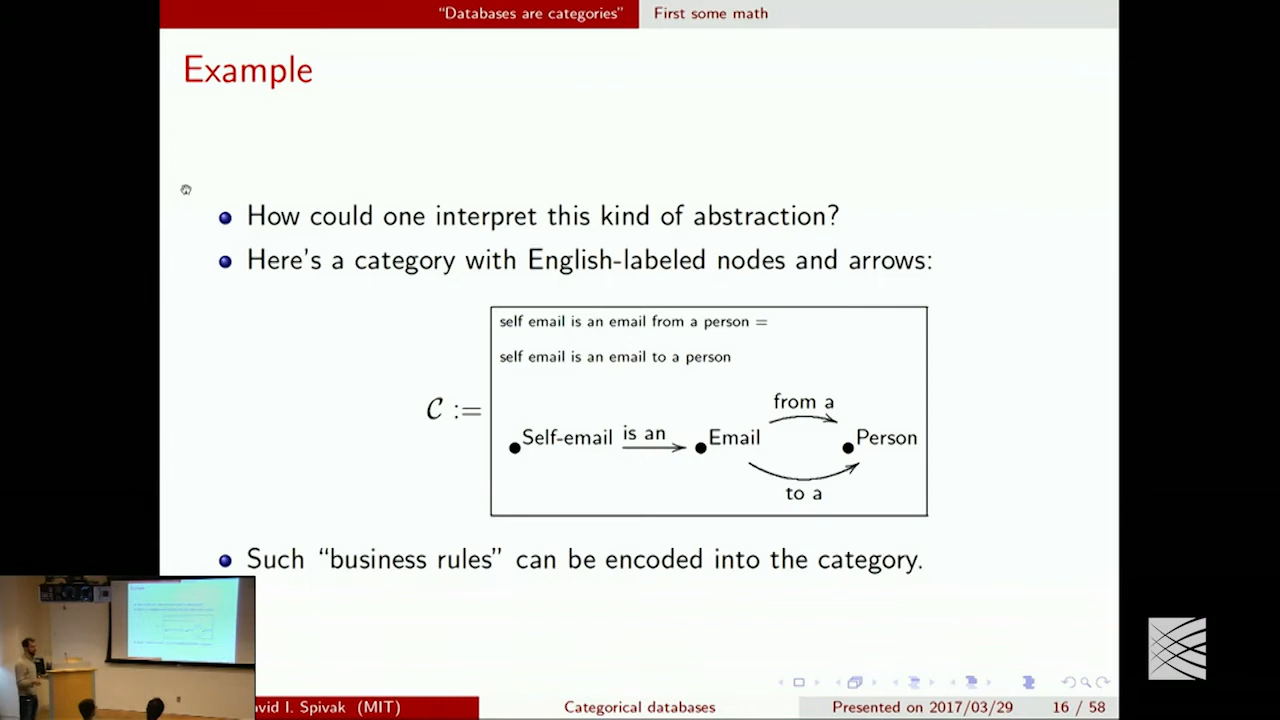 “Databases are categories” First some math
Example
How could one interpret this kind of abstraction?
Here’s a category with English-labeled nodes and arrows:
self email is an email from a person =
self email is an email to a person
from a
C :=
Self-email is an Email Person
to a
Such “business rules” can be encoded into the category.
avid I. Spivak (MIT) Categorical databases Presented on 2017/03/29 16 / 58